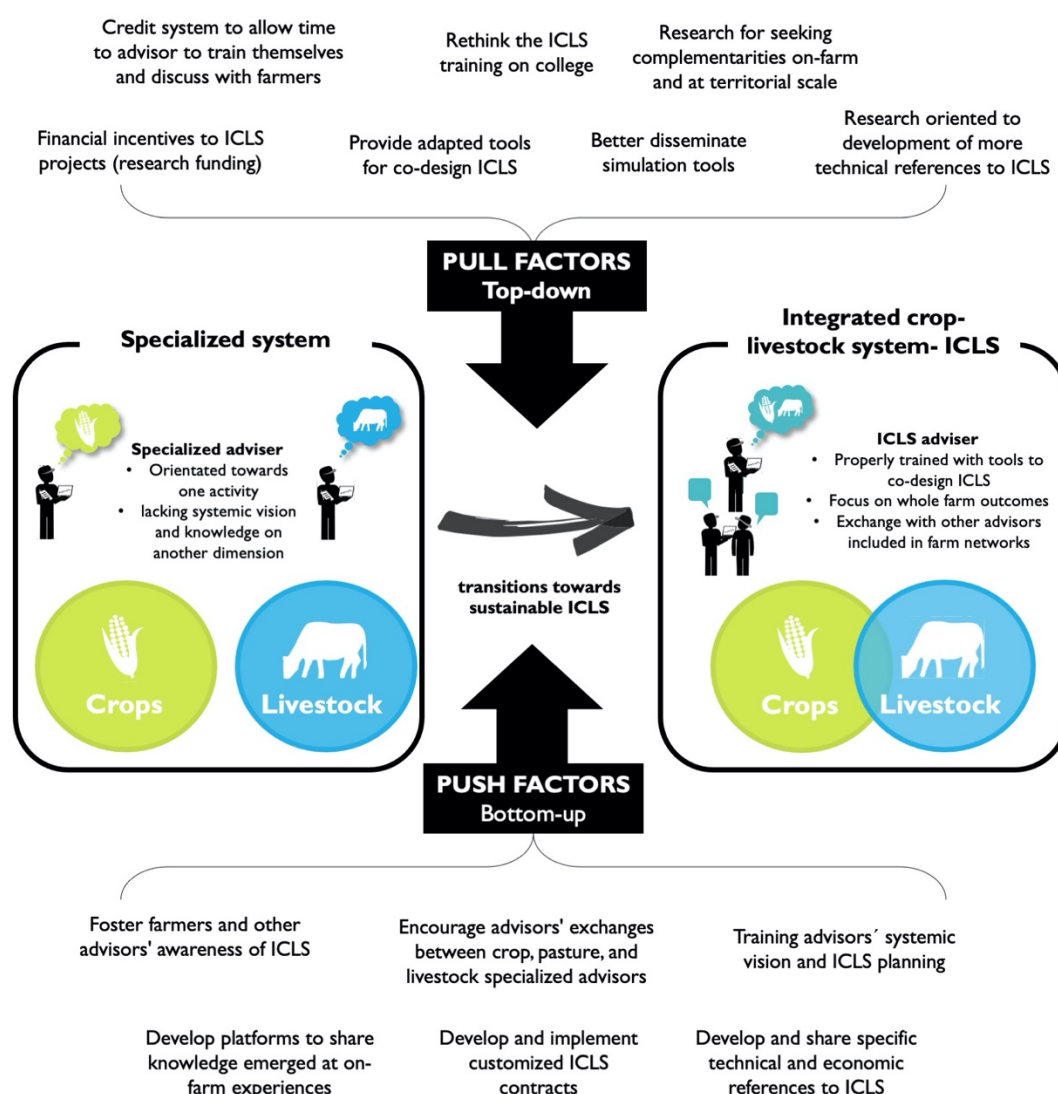 Credit system to allow time
to advisor to train themselves
and discuss with farmers
Rethink the ICLS
training on college
Research for seeking
complementarities on-farm
and at territorial scale
Financial incentives to ICLS
projects (research funding)
Provide adapted tools
for co-design ICLS
Better disseminate
simulation tools
Research oriented to
development of more
technical references to ICLS
PULL FACTORS
Top-down
Specialized system
Specialized adviser
• Orientated towards
one activity
• lacking systemic vision
and knowledge on
another dimension
Crops
Livestock
transitions towards
sustainable ICLS
Integrated crop-
livestock system- ICLS
ICLS adviser
• Properly trained with tools to
co-design ICLS
• Focus on whole farm outcomes
• Exchange with other advisors
included in farm networks
Crops
Livestock
PUSH FACTORS
Bottom-up
Foster farmers and other
advisors' awareness of ICLS
Encourage advisors' exchanges
between crop, pasture, and
livestock specialized advisors
Training advisors´ systemic
vision and ICLS planning
Develop platforms to share
knowledge emerged at on-
farm experiences
Develop and implement
customized ICLS
contracts
Develop and share specific
technical and economic
references to ICLS